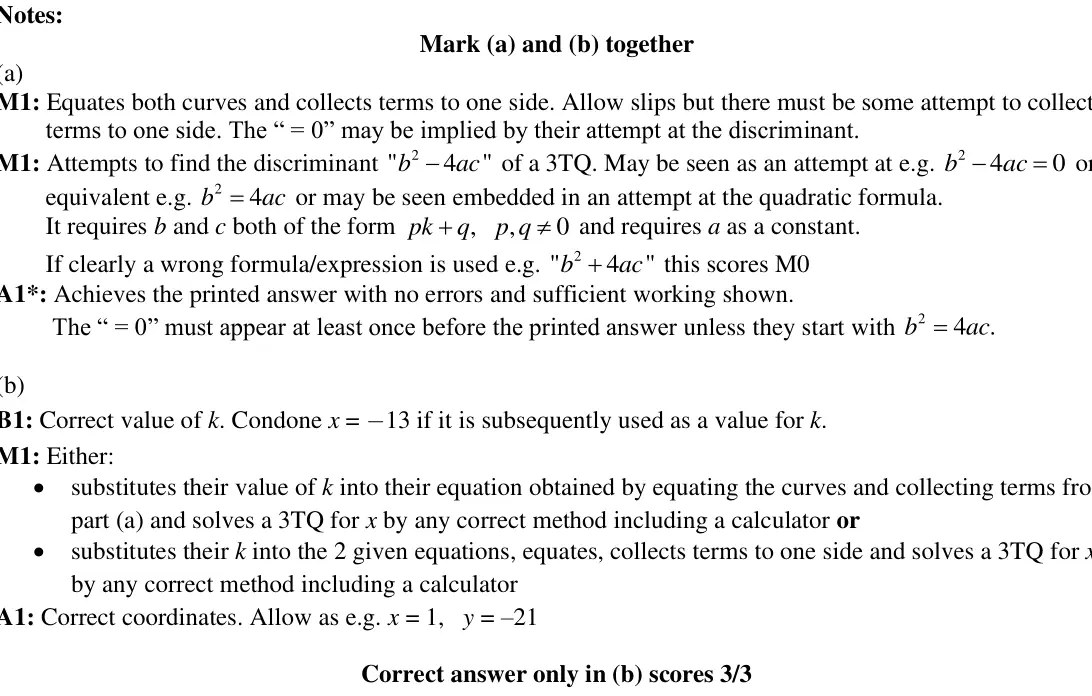 Notes:
Mark (a) and (b) together
(a)
M1: Equates both curves and collects terms to one side. Allow slips but there must be some attempt to collect
terms to one side. The “ = 0” may be implied by their attempt at the discriminant.
M1: Attempts to find the discriminant "b² − 4ac" of a 3TQ. May be seen as an attempt at e.g. b² − 4ac = 0 or
equivalent e.g. b² = 4ac or may be seen embedded in an attempt at the quadratic formula.
It requires b and c both of the form pk + q, p, q ≠ 0 and requires a as a constant.
If clearly a wrong formula/expression is used e.g. "b² + 4ac" this scores M0
A1*: Achieves the printed answer with no errors and sufficient working shown.
The “ = 0” must appear at least once before the printed answer unless they start with b² = 4ac.
(b)
B1: Correct value of k. Condone x = −13 if it is subsequently used as a value for k.
M1: Either:
• substitutes their value of k into their equation obtained by equating the curves and collecting terms fro
part (a) and solves a 3TQ for x by any correct method including a calculator or
• substitutes their k into the 2 given equations, equates, collects terms to one side and solves a 3TQ for x
by any correct method including a calculator
A1: Correct coordinates. Allow as e.g. x = 1, y = –21
Correct answer only in (b) scores 3/3